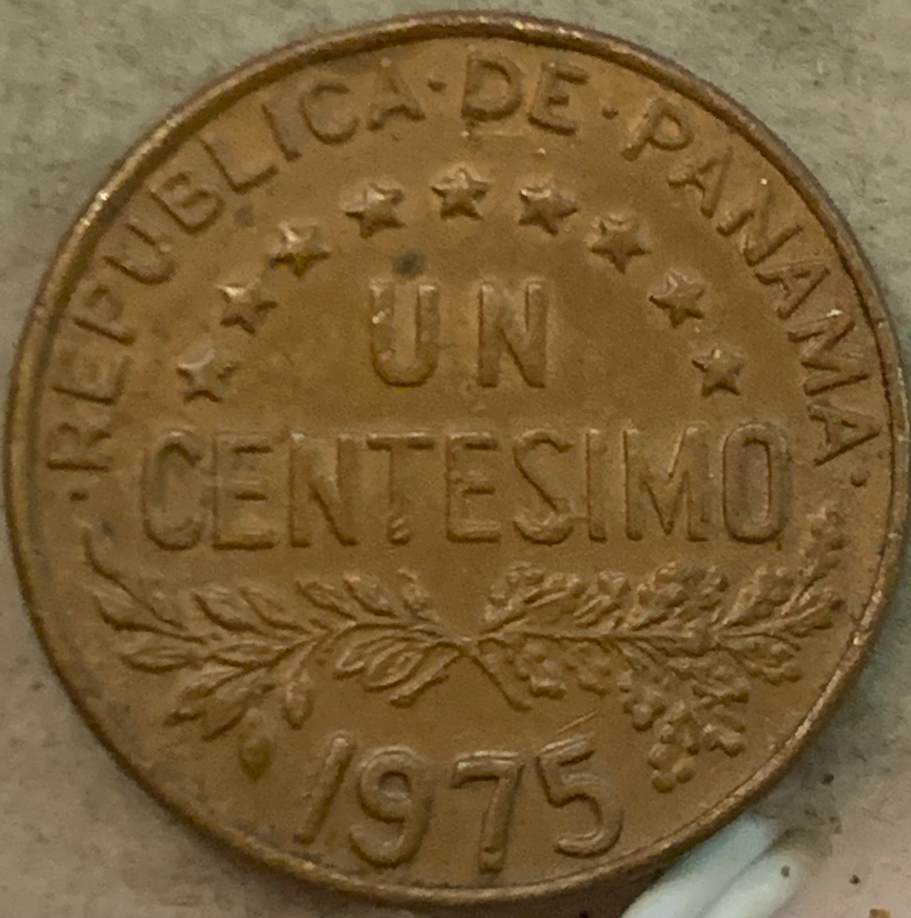 ·REPUBLICA·DE·PANAMA·
UN
CENTESIMO
1975